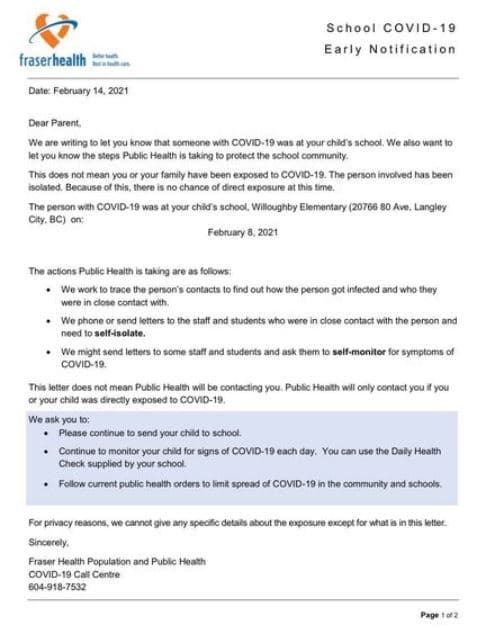 School COVID-19
Early Notification
fraserhealth
Better health.
Best in health care.
Date: February 14, 2021
Dear Parent,
We are writing to let you know that someone with COVID-19 was at your child's school. We also want to
let you know the steps Public Health is taking to protect the school community.
This does not mean you or your family have been exposed to COVID-19. The person involved has been
isolated. Because of this, there is no chance of direct exposure at this time.
The person with COVID-19 was at your child's school, Willoughby Elementary (20766 80 Ave, Langley
City, BC) on:
February 8, 2021
The actions Public Health is taking are as follows:
• We work to trace the person's contacts to find out how the person got infected and who they
were in close contact with.
• We phone or send letters to the staff and students who were in close contact with the person and
need to self-isolate.
• We might send letters to some staff and students and ask them to self-monitor for symptoms of
COVID-19.
This letter does not mean Public Health will be contacting you. Public Health will only contact you if you
or your child was directly exposed to COVID-19.
We ask you to:
• Please continue to send your child to school.
• Continue to monitor your child for signs of COVID-19 each day. You can use the Daily Health
Check supplied by your school.
• Follow current public health orders to limit spread of COVID-19 in the community and schools.
For privacy reasons, we cannot give any specific details about the exposure except for what is in this letter.
Sincerely,
Fraser Health Population and Public Health
COVID-19 Call Centre
604-918-7532
Page 1 of 2